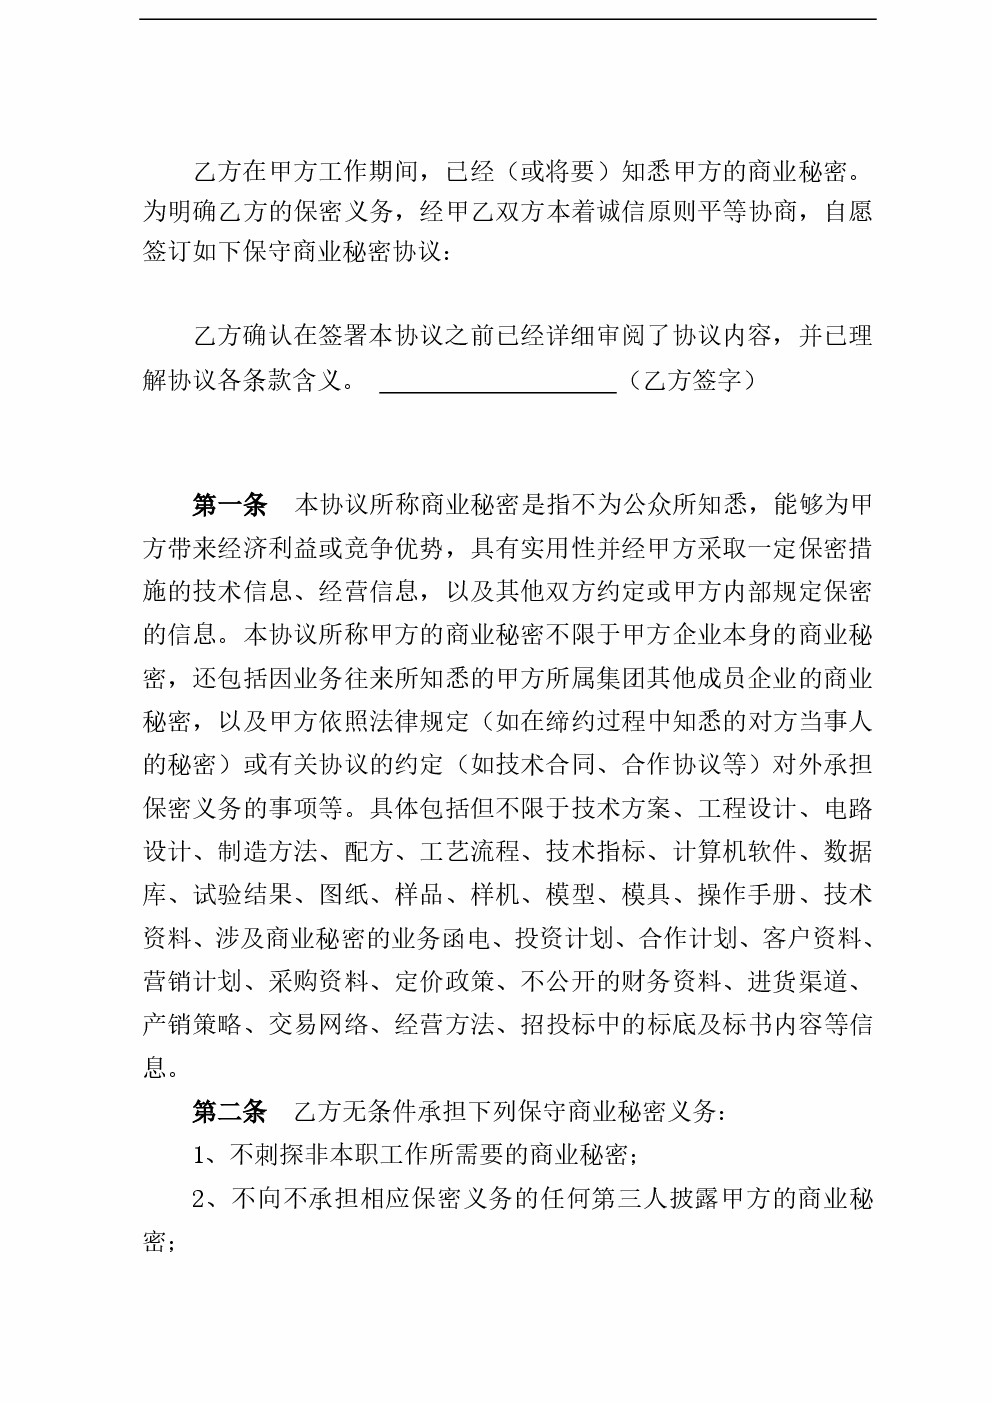 乙方在甲方工作期间，已经（或将要）知悉甲方的商业秘密。
为明确乙方的保密义务，经甲乙双方本着诚信原则平等协商，自愿
签订如下保守商业秘密协议：
乙方确认在签署本协议之前已经详细审阅了协议内容，并已理
解协议各条款含义。 ____________________（乙方签字）
第一条 本协议所称商业秘密是指不为公众所知悉，能够为甲
方带来经济利益或竞争优势，具有实用性并经甲方采取一定保密措
施的技术信息、经营信息，以及其他双方约定或甲方内部规定保密
的信息。本协议所称甲方的商业秘密不限于甲方企业本身的商业秘
密，还包括因业务往来所知悉的甲方所属集团其他成员企业的商业
秘密，以及甲方依照法律规定（如在缔约过程中知悉的对方当事人
的秘密）或有关协议的约定（如技术合同、合作协议等）对外承担
保密义务的事项等。具体包括但不限于技术方案、工程设计、电路
设计、制造方法、配方、工艺流程、技术指标、计算机软件、数据
库、试验结果、图纸、样品、样机、模型、模具、操作手册、技术
资料、涉及商业秘密的业务函电、投资计划、合作计划、客户资料、
营销计划、采购资料、定价政策、不公开的财务资料、进货渠道、
产销策略、交易网络、经营方法、招投标中的标底及标书内容等信
息。
第二条 乙方无条件承担下列保守商业秘密义务：
1、不刺探非本职工作所需要的商业秘密；
2、不向不承担相应保密义务的任何第三人披露甲方的商业秘
密；